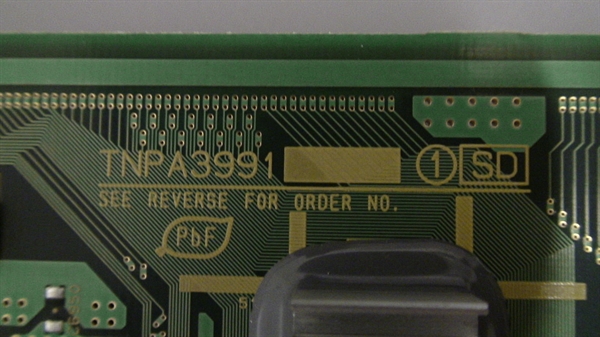 TNPA3991 1 SD
SEE REVERSE FOR ORDER NO.
PbF